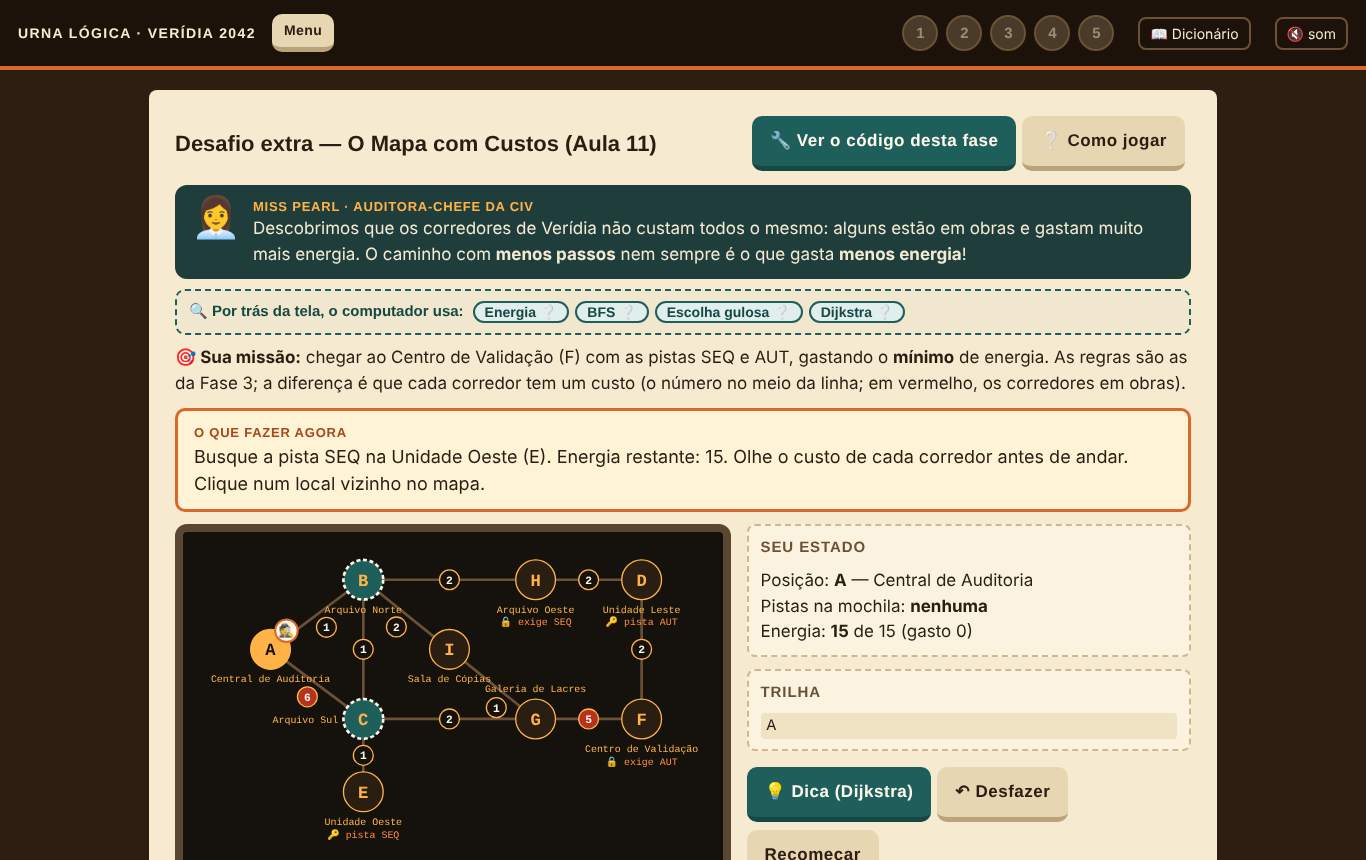 URNA LÓGICA · VERÍDIA 2042
Menu
1 2 3 4 5
📖 Dicionário
🔇 som
Desafio extra — O Mapa com Custos (Aula 11)
🔧 Ver o código desta fase
❔ Como jogar
MISS PEARL · AUDITORA-CHEFE DA CIV
Descobrimos que os corredores de Verídia não custam todos o mesmo: alguns estão em obras e gastam muito
mais energia. O caminho com menos passos nem sempre é o que gasta menos energia!
🔍 Por trás da tela, o computador usa: Energia ❔ BFS ❔ Escolha gulosa ❔ Dijkstra ❔
🎯 Sua missão: chegar ao Centro de Validação (F) com as pistas SEQ e AUT, gastando o mínimo de energia. As regras são as
da Fase 3; a diferença é que cada corredor tem um custo (o número no meio da linha; em vermelho, os corredores em obras).
O QUE FAZER AGORA
Busque a pista SEQ na Unidade Oeste (E). Energia restante: 15. Olhe o custo de cada corredor antes de andar.
Clique num local vizinho no mapa.
B 2 H 2 D
Arquivo Norte
Arquivo Oeste
🔒 exige SEQ
Unidade Leste
🔑 pista AUT
1 2
A 1 I 2
Central de Auditoria
Sala de Cópias
Galeria de Lacres
6
1
Arquivo Sul
C 2 G 5 F
Centro de Validação
🔒 exige AUT
1
E
Unidade Oeste
🔑 pista SEQ
SEU ESTADO
Posição: A — Central de Auditoria
Pistas na mochila: nenhuma
Energia: 15 de 15 (gasto 0)
TRILHA
A
💡 Dica (Dijkstra)
↶ Desfazer
Recomeçar